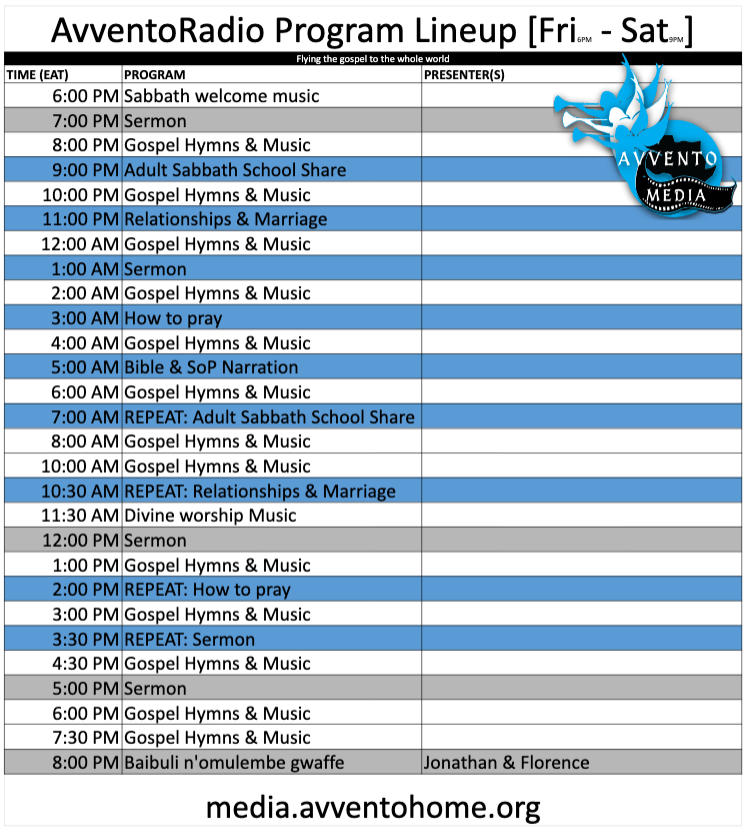 AvventoRadio Program Lineup [Fri 6PM - Sat 9PM]
Flying the gospel to the whole world
TIME (EAT) PROGRAM PRESENTER(S)
6:00 PM Sabbath welcome music
7:00 PM Sermon
8:00 PM Gospel Hymns & Music
9:00 PM Adult Sabbath School Share
10:00 PM Gospel Hymns & Music
11:00 PM Relationships & Marriage
12:00 AM Gospel Hymns & Music
1:00 AM Sermon
2:00 AM Gospel Hymns & Music
3:00 AM How to pray
4:00 AM Gospel Hymns & Music
5:00 AM Bible & SoP Narration
6:00 AM Gospel Hymns & Music
7:00 AM REPEAT: Adult Sabbath School Share
8:00 AM Gospel Hymns & Music
10:00 AM Gospel Hymns & Music
10:30 AM REPEAT: Relationships & Marriage
11:30 AM Divine worship Music
12:00 PM Sermon
1:00 PM Gospel Hymns & Music
2:00 PM REPEAT: How to pray
3:00 PM Gospel Hymns & Music
3:30 PM REPEAT: Sermon
4:30 PM Gospel Hymns & Music
5:00 PM Sermon
6:00 PM Gospel Hymns & Music
7:30 PM Gospel Hymns & Music
8:00 PM Baibuli n'omulembe gwaffe Jonathan & Florence
AVVENTO
MEDIA
media.avventohome.org